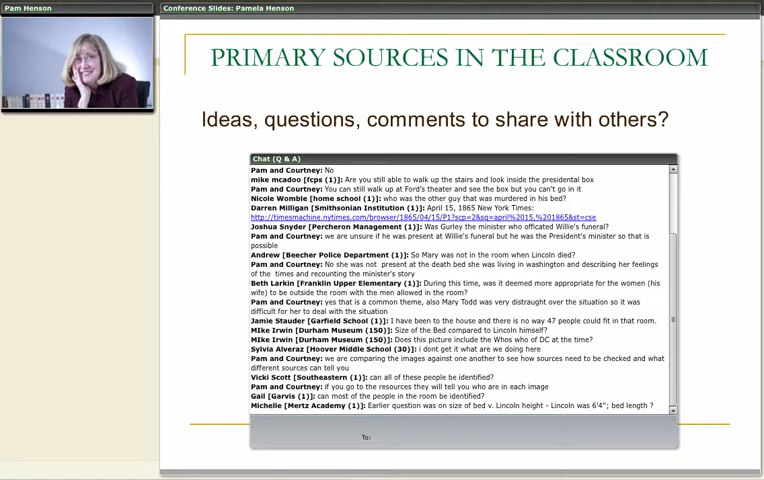 Pam Henson
Conference Slides: Pamela Henson
PRIMARY SOURCES IN THE CLASSROOM
Ideas, questions, comments to share with others?
Chat (Q & A)
Pam and Courtney: No
mike mcadoo [fcps (1)]: Are you still able to walk up the stairs and look inside the presidental box
Pam and Courtney: You can still walk up at Ford's theater and see the box but you can't go in it
Nicole Womble [home school (1)]: who was the other guy that was murdered in his bed?
Darren Milligan [Smithsonian Institution (1)]: April 15, 1865 New York Times:
http://timesmachine.nytimes.com/browser/1865/04/15/P1?scp=2&sq=april%2015,%201865&st=cse
Joshua Snyder [Percheron Management (1)]: Was Gurley the minister who officated Willie's funeral?
Pam and Courtney: we are unsure if he was present at Willie's funeral but he was the President's minister so that is
possible
Andrew [Beecher Police Department (1)]: So Mary was not in the room when Lincoln died?
Pam and Courtney: No she was not present at the death bed she was living in washington and describing her feelings
of the times and recounting the minister's story
Beth Larkin [Franklin Upper Elementary (1)]: During this time, was it deemed more appropriate for the women (his
wife) to be outside the room with the men allowed in the room?
Pam and Courtney: yes that is a common theme, also Mary Todd was very distraught over the situation so it was
difficult for her to deal with the situation
Jamie Stauder [Garfield School (1)]: I have been to the house and there is no way 47 people could fit in that room.
MIke Irwin [Durham Museum (150)]: Size of the Bed compared to Lincoln himself?
MIke Irwin [Durham Museum (150)]: Does this picture include the Whos who of DC at the time?
Sylvia Alveraz [Hoover Middle School (30)]: i dont get it what are we doing here
Pam and Courtney: we are comparing the images against one another to see how sources need to be checked and what
different sources can tell you
Vicki Scott [Southeastern (1)]: can all of these people be identified?
Pam and Courtney: if you go to the resources they will tell you who are in each image
Gail [Garvis (1)]: can most of the people in the room be identified?
Michelle [Mertz Academy (1)]: Earlier question was on size of bed v. Lincoln height - Lincoln was 6'4"; bed length ?
To: